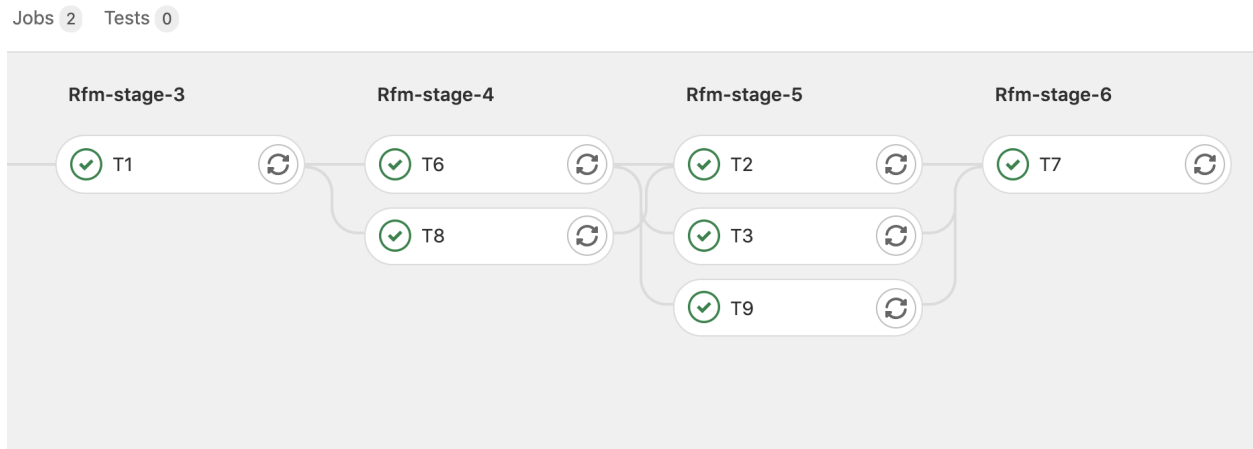 Jobs 2 Tests 0
Rfm-stage-3 Rfm-stage-4 Rfm-stage-5 Rfm-stage-6
T1 T6 T2 T7
T8 T3
T9